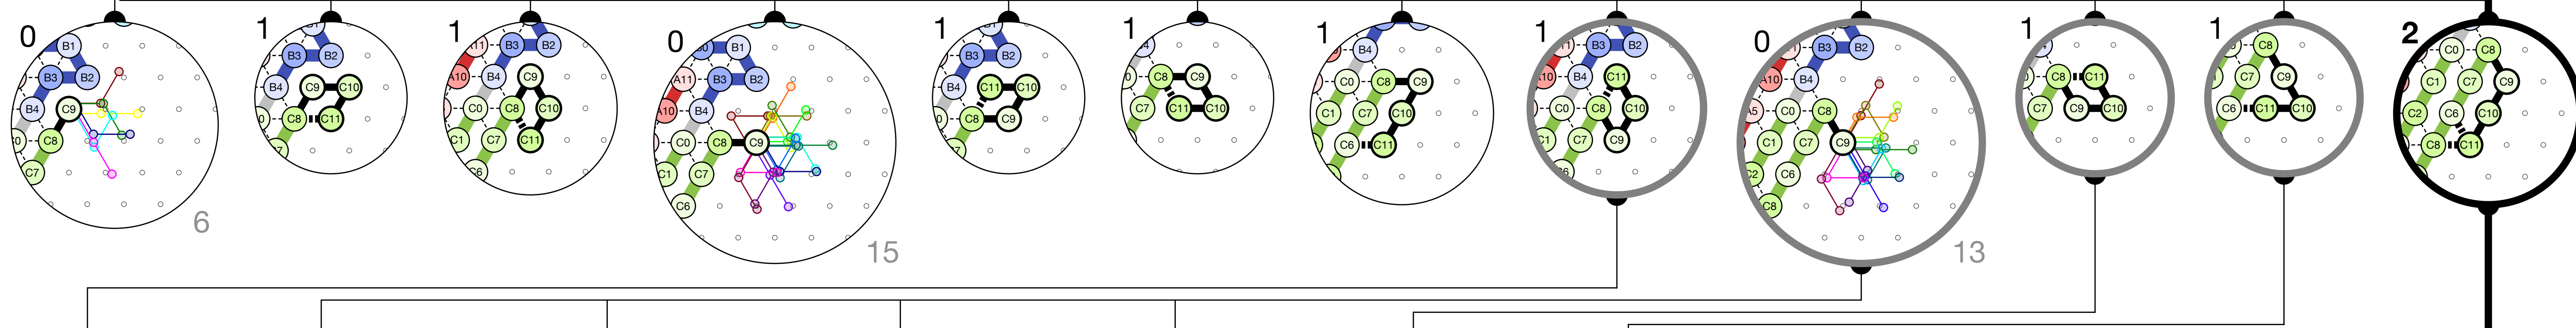 0
B1
B3 B2
B4 C9
C8
C7
6
1
B3 B2
B4 C9 C10
C8 C11
1
A11 B3 B2
A10 B4 C9
C0 C8 C10
C1 C7 C11
C6
0
B1
A11 B3 B2
A10 B4
C0 C8 C9
C1 C7
C6
15
1
B3 B2
B4 C11 C10
C8 C9
1
C8 C9
C7 C11 C10
1
B4
C0 C8 C9
C1 C7 C10
C6 C11
1
B3 B2
A10 B4 C11
C0 C8 C10
C1 C7 C9
0
B3 B2
A10 B4
A5 C0 C8
C1 C7 C9
C2 C6
C8
13
1
C8 C11
C7 C9 C10
1
C8
C7 C9
C6 C11 C10
2
C0 C8
C1 C7 C9
C2 C6 C10
C8 C11